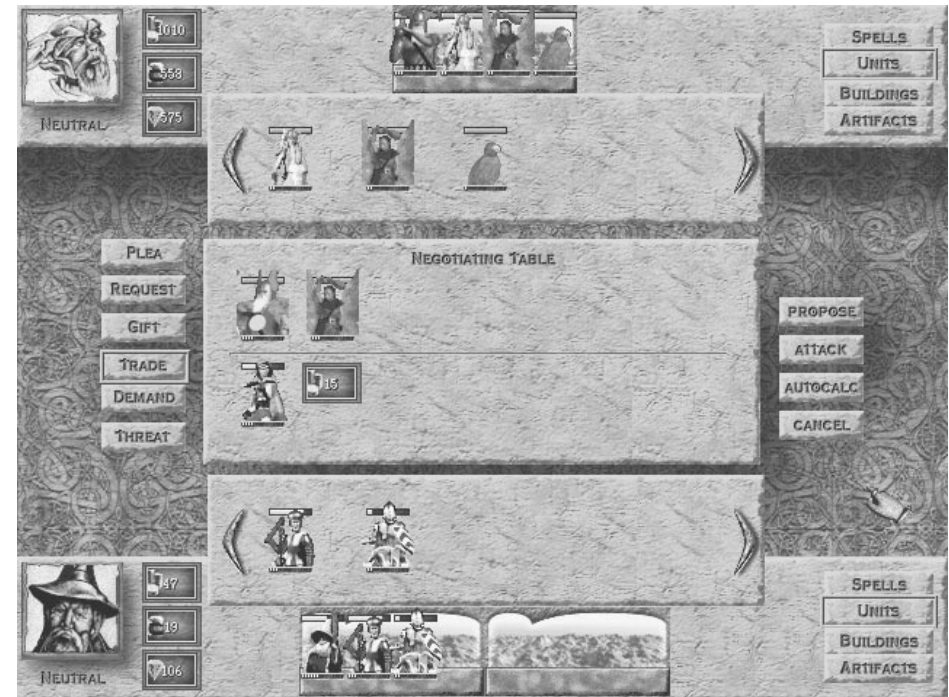 1010
558
575
NEUTRAL
SPELLS
UNITS
BUILDINGS
ARTIFACTS
NEGOTIATING TABLE
PLEA
REQUEST
GIFT
TRADE
DEMAND
THREAT
15
PROPOSE
ATTACK
AUTOCALC
CANCEL
47
19
106
NEUTRAL
SPELLS
UNITS
BUILDINGS
ARTIFACTS